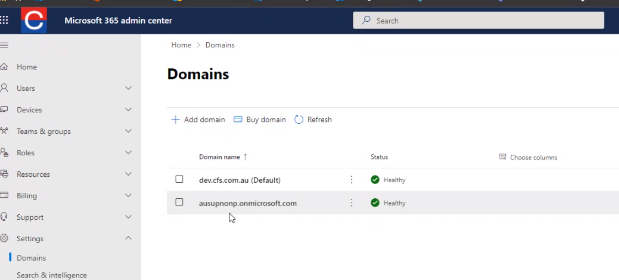 Microsoft 365 admin center
Search
Home > Domains
Home
Users
Devices
Teams & groups
Roles
Resources
Billing
Support
Settings
Domains
Search & intelligence
Domains
Add domain Buy domain Refresh
Domain name ↑ Status Choose columns
dev.cfs.com.au (Default) Healthy
ausupnonp.onmicrosoft.com Healthy